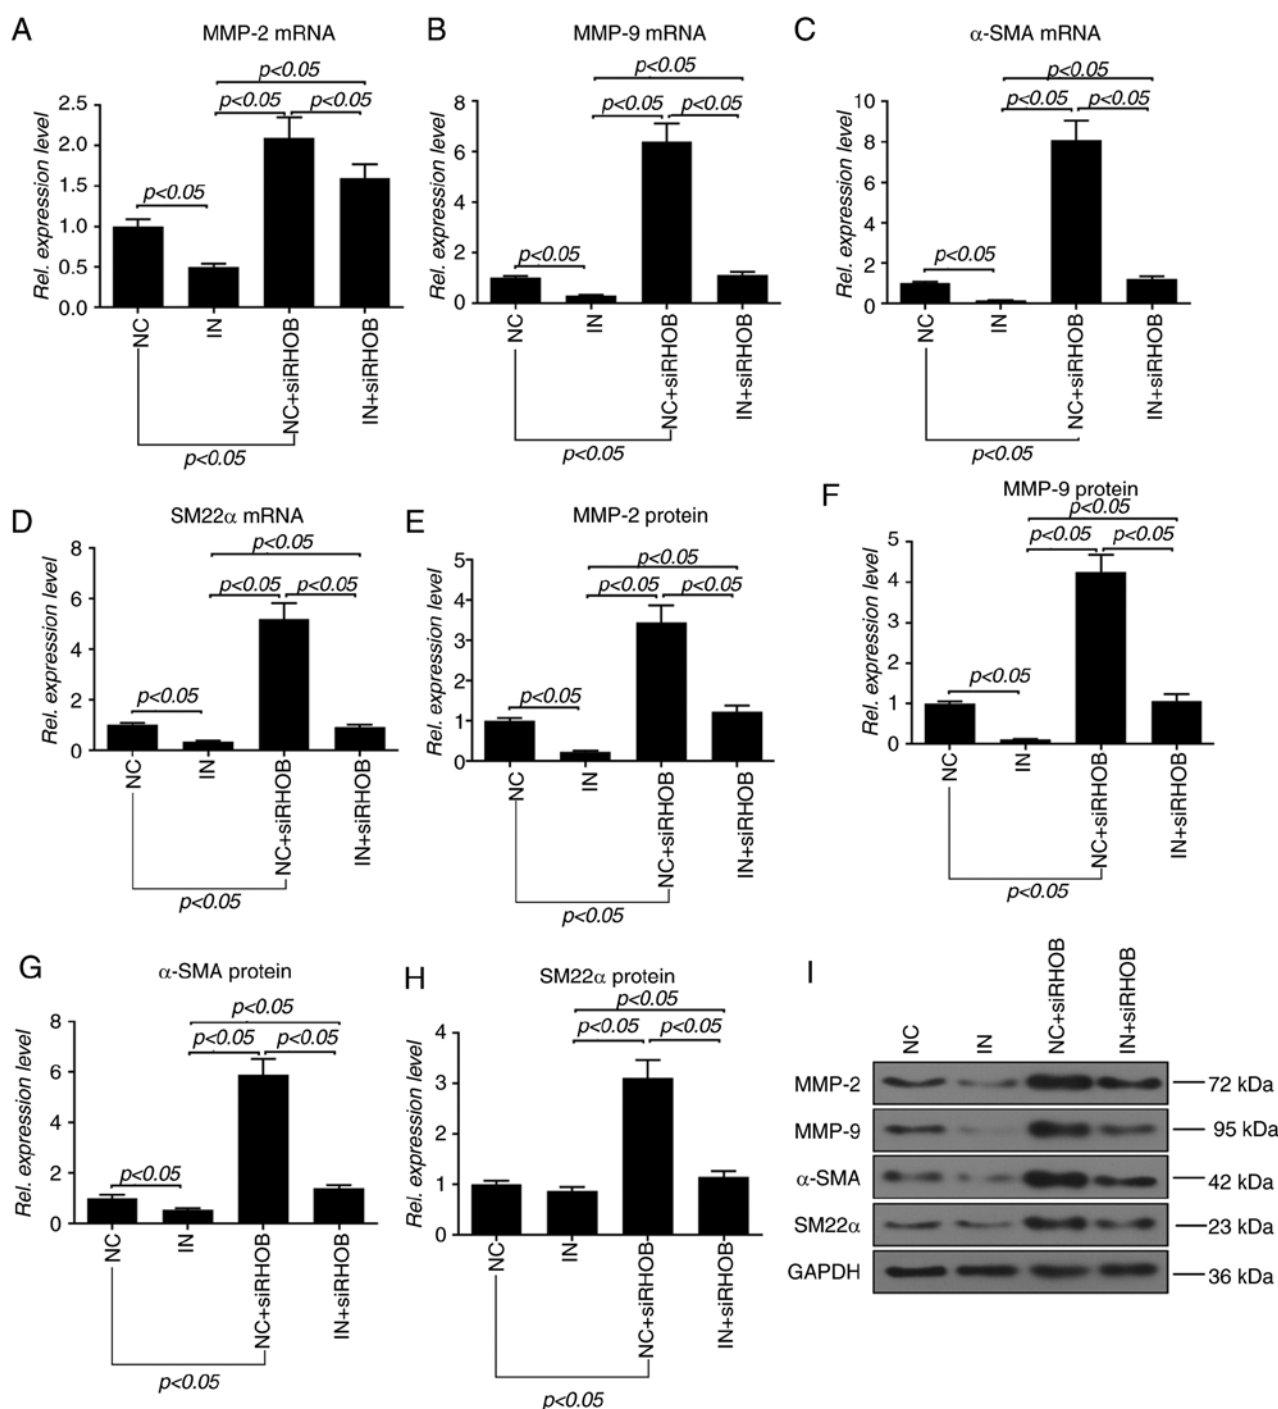 A
MMP-2 mRNA
p<0.05
p<0.05
p<0.05
p<0.05
Rel. expression level
2.5
2.0
1.5
1.0
0.5
0.0
NC
IN
NC+siRHOB
IN+siRHOB
p<0.05
B
MMP-9 mRNA
p<0.05
p<0.05
p<0.05
p<0.05
Rel. expression level
8
6
4
2
0
NC
IN
NC+siRHOB
IN+siRHOB
p<0.05
C
α-SMA mRNA
p<0.05
p<0.05
p<0.05
p<0.05
Rel. expression level
10
8
6
4
2
0
NC
IN
NC+siRHOB
IN+siRHOB
p<0.05
D
SM22α mRNA
p<0.05
p<0.05
p<0.05
p<0.05
Rel. expression level
8
6
4
2
0
NC
IN
NC+siRHOB
IN+siRHOB
p<0.05
E
MMP-2 protein
p<0.05
p<0.05
p<0.05
p<0.05
Rel. expression level
5
4
3
2
1
0
NC
IN
NC+siRHOB
IN+siRHOB
p<0.05
F
MMP-9 protein
p<0.05
p<0.05
p<0.05
p<0.05
Rel. expression level
5
4
3
2
1
0
NC
IN
NC+siRHOB
IN+siRHOB
p<0.05
G
α-SMA protein
p<0.05
p<0.05
p<0.05
p<0.05
Rel. expression level
8
6
4
2
0
NC
IN
NC+siRHOB
IN+siRHOB
p<0.05
H
SM22α protein
p<0.05
p<0.05
p<0.05
Rel. expression level
4
3
2
1
0
NC
IN
NC+siRHOB
IN+siRHOB
p<0.05
I
NC
IN
NC+siRHOB
IN+siRHOB
MMP-2 72 kDa
MMP-9 95 kDa
α-SMA 42 kDa
SM22α 23 kDa
GAPDH 36 kDa